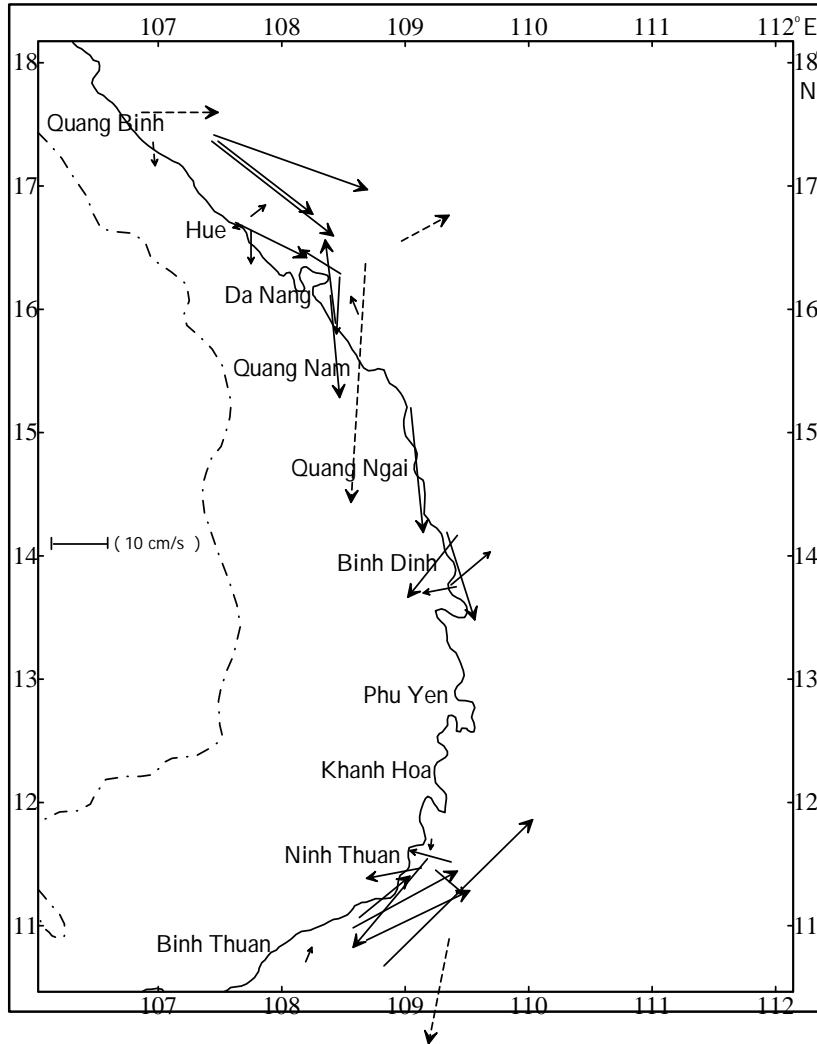 107 108 109 110 111 112° E
18 18°
N
Quang Binh
17 17
Hue
16 16
Da Nang
Quang Nam
15 15
Quang Ngai
( 10 cm/s )
14 14
Binh Dinh
13 13
Phu Yen
Khanh Hoa
12 12
Ninh Thuan
11 11
Binh Thuan
107 108 109 110 111 112